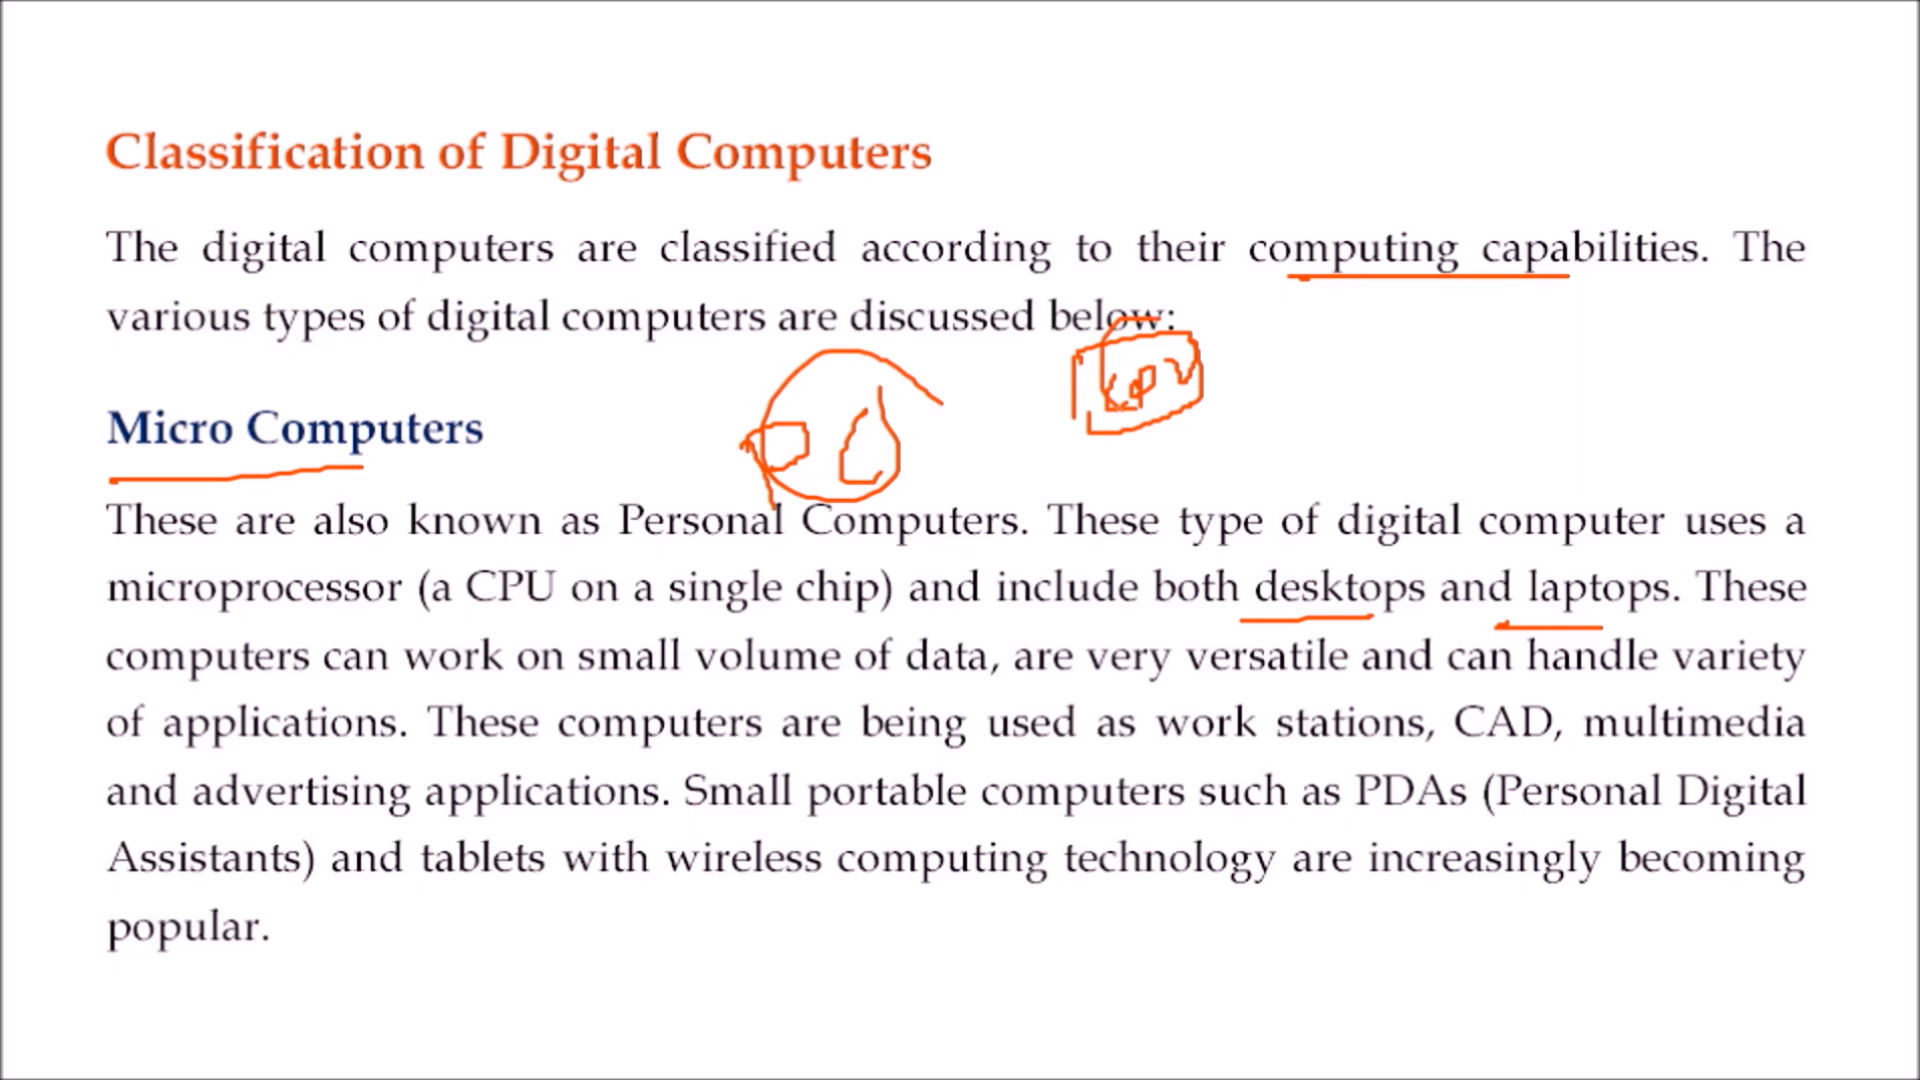 Classification of Digital Computers
The digital computers are classified according to their computing capabilities. The
various types of digital computers are discussed below:
CPU
Micro Computers
These are also known as Personal Computers. These type of digital computer uses a
microprocessor (a CPU on a single chip) and include both desktops and laptops. These
computers can work on small volume of data, are very versatile and can handle variety
of applications. These computers are being used as work stations, CAD, multimedia
and advertising applications. Small portable computers such as PDAs (Personal Digital
Assistants) and tablets with wireless computing technology are increasingly becoming
popular.